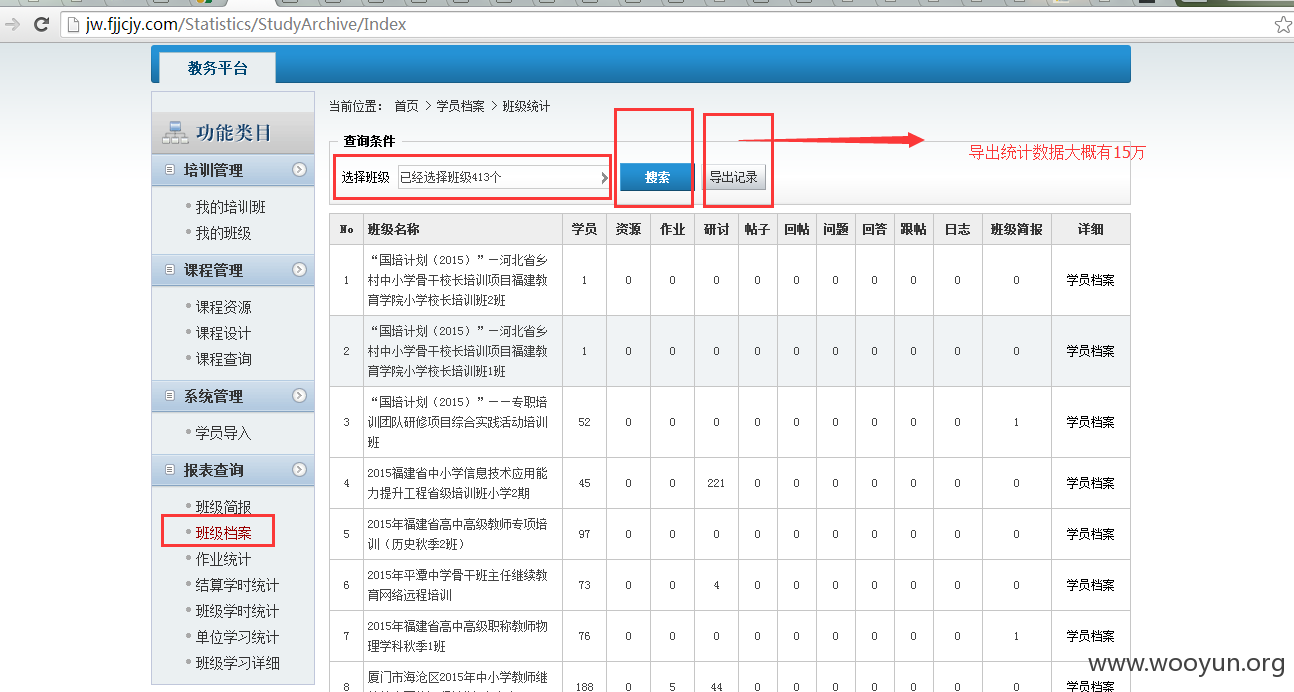 jw.fjjcjy.com/Statistics/StudyArchive/Index
教务平台
功能类目
培训管理
我的培训班
我的班级
课程管理
课程资源
课程设计
课程查询
系统管理
学员导入
报表查询
班级简报
班级档案
作业统计
结算学时统计
班级学时统计
单位学习统计
班级学习详细
当前位置： 首页 > 学员档案 > 班级统计
查询条件
选择班级 已经选择班级413个 搜索 导出记录
导出统计数据大概有15万
No 班级名称 学员 资源 作业 研讨 帖子 回帖 问题 回答 跟帖 日志 班级简报 详细
“国培计划（2015）”－河北省乡
1 村中小学骨干校长培训项目福建教 1 0 0 0 0 0 0 0 0 0 0 学员档案
育学院小学校长培训班2班
“国培计划（2015）”－河北省乡
2 村中小学骨干校长培训项目福建教 1 0 0 0 0 0 0 0 0 0 0 学员档案
育学院小学校长培训班1班
“国培计划（2015）”－－专职培
3 训团队研修项目综合实践活动培训 52 0 0 0 0 0 0 0 0 0 1 学员档案
班
2015福建省中小学信息技术应用能
4 力提升工程省级培训班小学2期 45 0 0 221 0 0 0 0 0 0 0 学员档案
2015年福建省高中高级教师专项培
5 训（历史秋季2班） 97 0 0 0 0 0 0 0 0 0 0 学员档案
2015年平潭中学骨干班主任继续教
6 育网络远程培训 73 0 0 4 0 0 0 0 0 0 0 学员档案
2015年福建省高中高级职称教师物
7 理学科秋季1班 76 0 0 0 0 0 0 0 0 0 1 学员档案
厦门市海沧区2015年中小学教师继
8 188 0 5 44 0 0 0 0 0 0 0 学员档案
www.wooyun.org